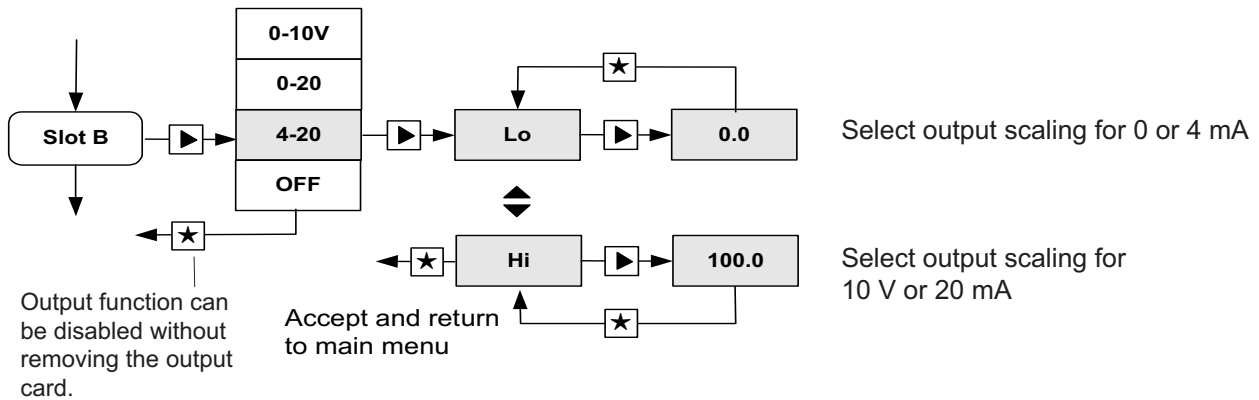 0-10V
0-20
4-20
OFF
Slot B
Lo
0.0
Select output scaling for 0 or 4 mA
Hi
100.0
Select output scaling for
10 V or 20 mA
Output function can
be disabled without
removing the output
card.
Accept and return
to main menu